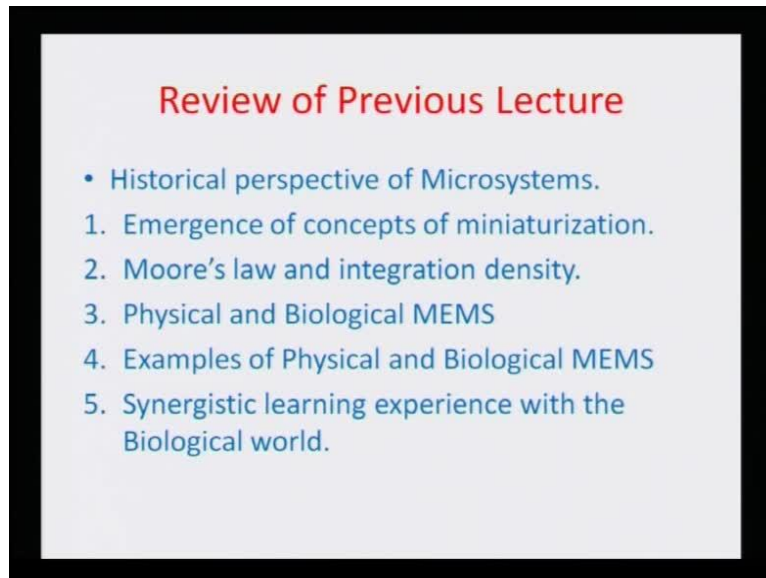 Review of Previous Lecture
• Historical perspective of Microsystems.
1. Emergence of concepts of miniaturization.
2. Moore’s law and integration density.
3. Physical and Biological MEMS
4. Examples of Physical and Biological MEMS
5. Synergistic learning experience with the
Biological world.